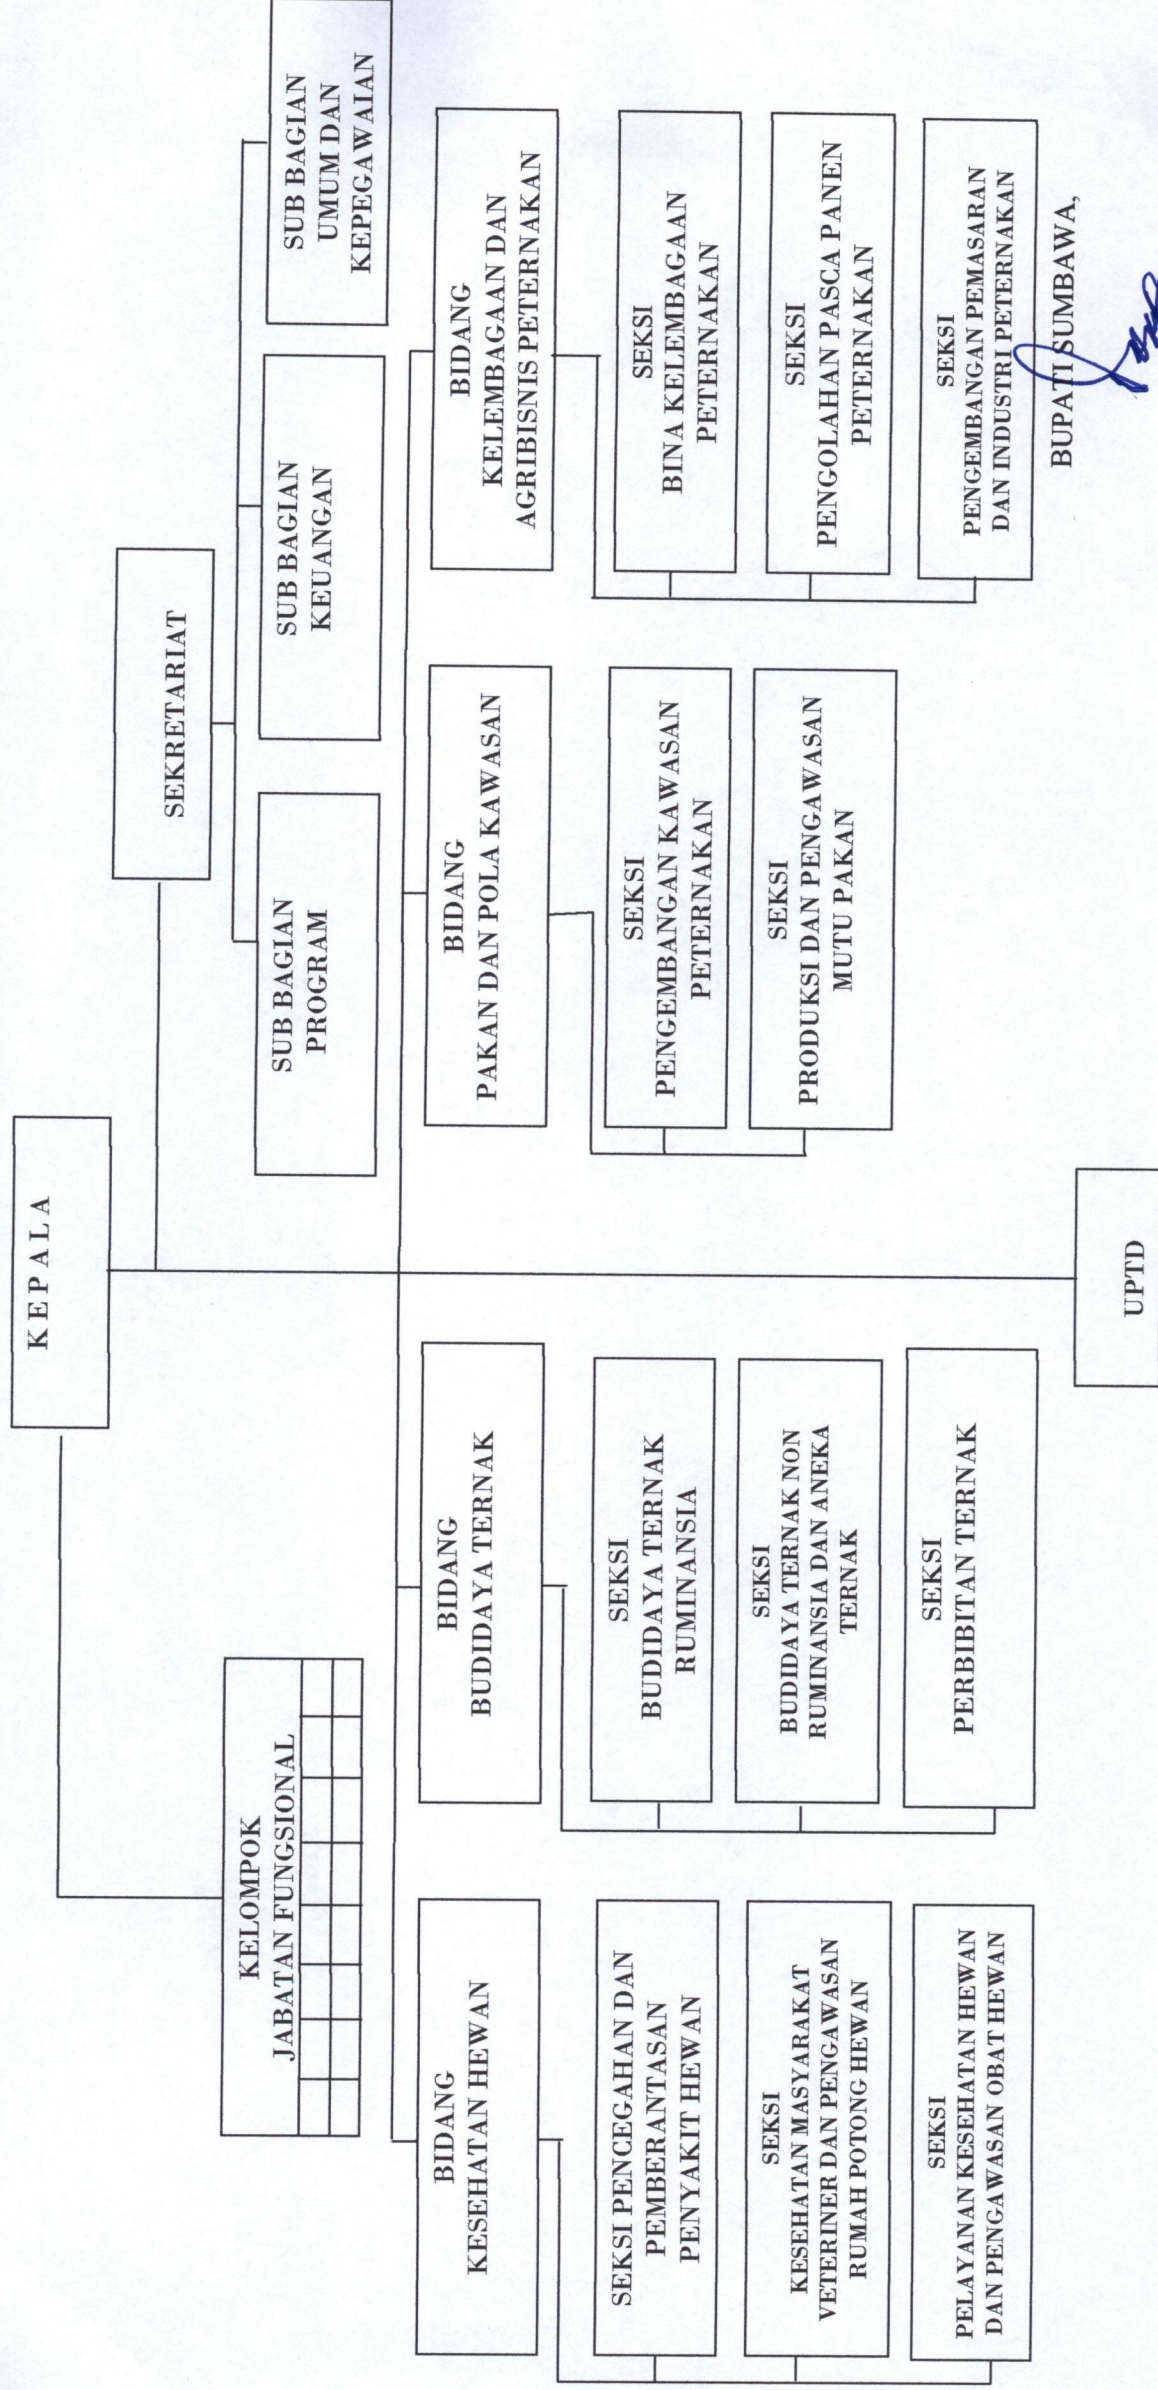 KEPALA
SEKRETARIAT
KELOMPOK
JABATAN FUNGSIONAL
SUB BAGIAN
PROGRAM
SUB BAGIAN
KEUANGAN
SUB BAGIAN
UMUM DAN
KEPEGAWAIAN
BIDANG
KESEHATAN HEWAN
SEKSI PENCEGAHAN DAN
PEMBERANTASAN
PENYAKIT HEWAN
SEKSI
KESEHATAN MASYARAKAT
VETERINER DAN PENGAWASAN
RUMAH POTONG HEWAN
SEKSI
PELAYANAN KESEHATAN HEWAN
DAN PENGAWASAN OBAT HEWAN
BIDANG
BUDIDAYA TERNAK
SEKSI
BUDIDAYA TERNAK
RUMINANSIA
SEKSI
BUDIDAYA TERNAK NON
RUMINANSIA DAN ANEKA
TERNAK
SEKSI
PERBIBITAN TERNAK
BIDANG
PAKAN DAN POLA KAWASAN
SEKSI
PENGEMBANGAN KAWASAN
PETERNAKAN
SEKSI
PRODUKSI DAN PENGAWASAN
MUTU PAKAN
BIDANG
KELEMBAGAAN DAN
AGRIBISNIS PETERNAKAN
SEKSI
BINA KELEMBAGAAN
PETERNAKAN
SEKSI
PENGOLAHAN PASCA PANEN
PETERNAKAN
SEKSI
PENGEMBANGAN PEMASARAN
DAN INDUSTRI PETERNAKAN
UPTD
BUPATI SUMBAWA,